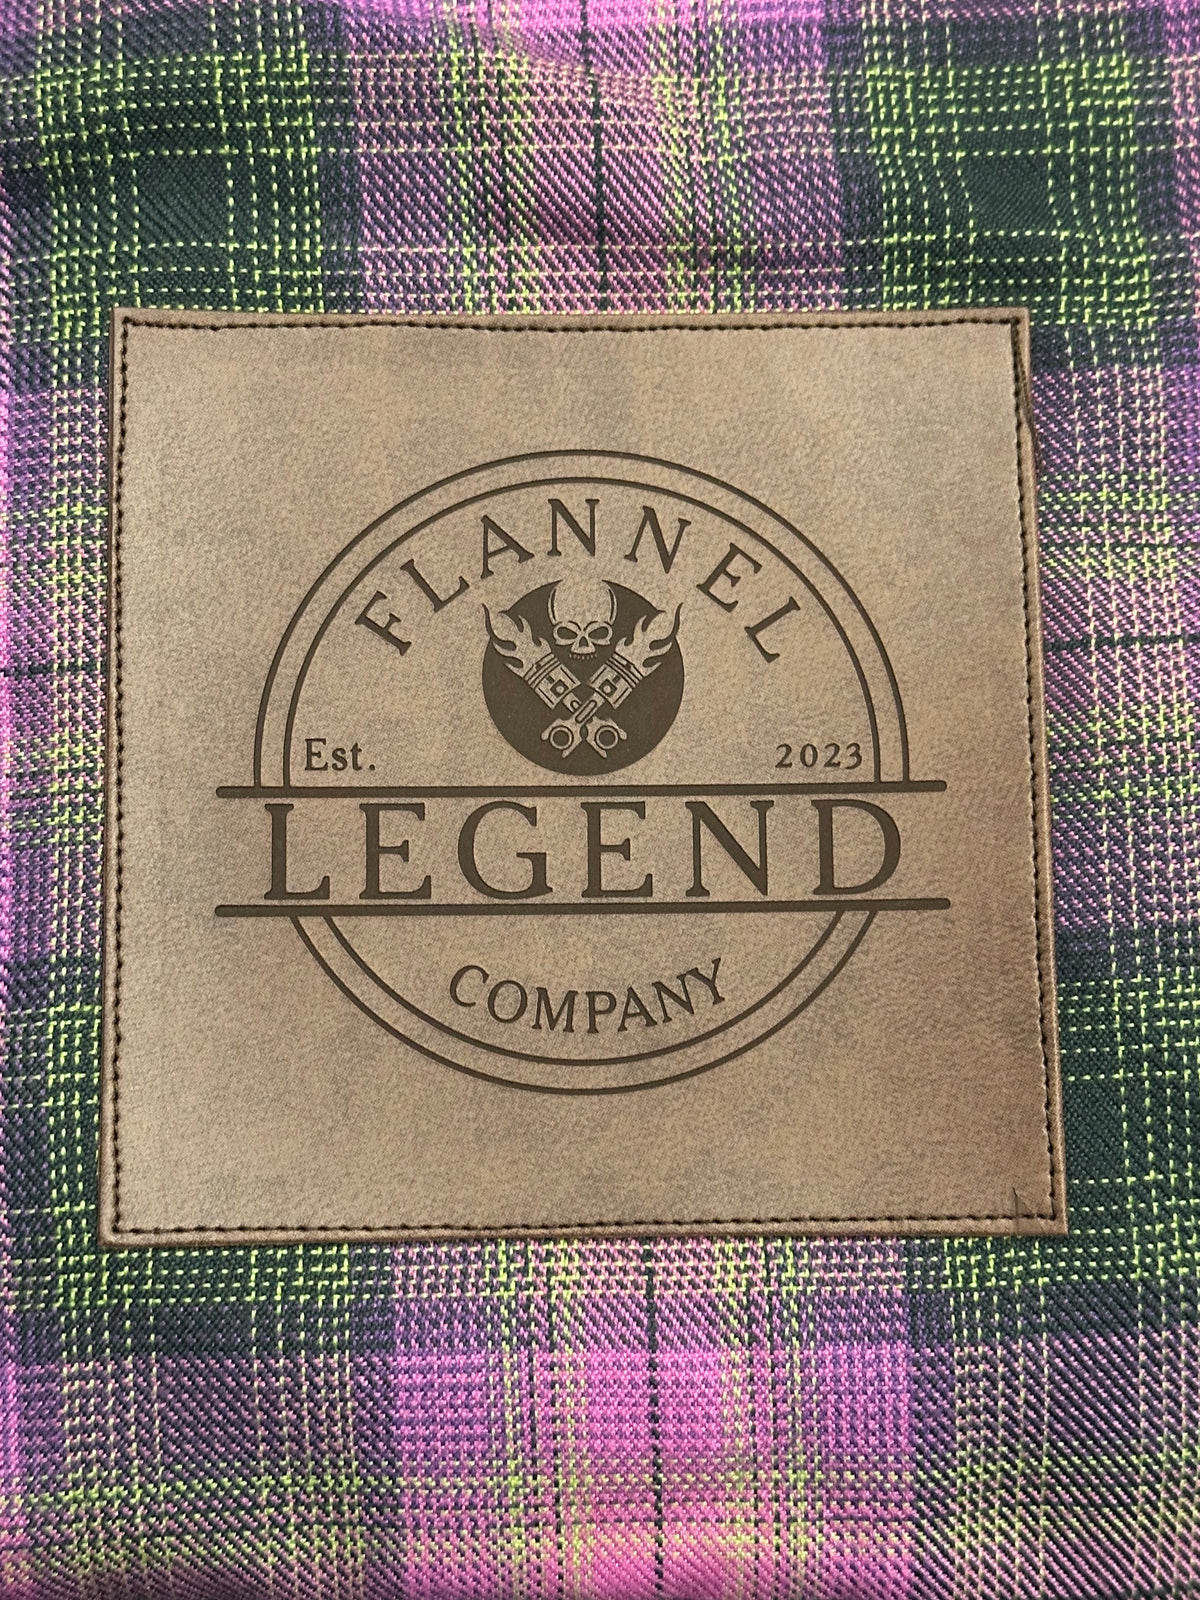 FLANNEL
Est. 2023
LEGEND
COMPANY